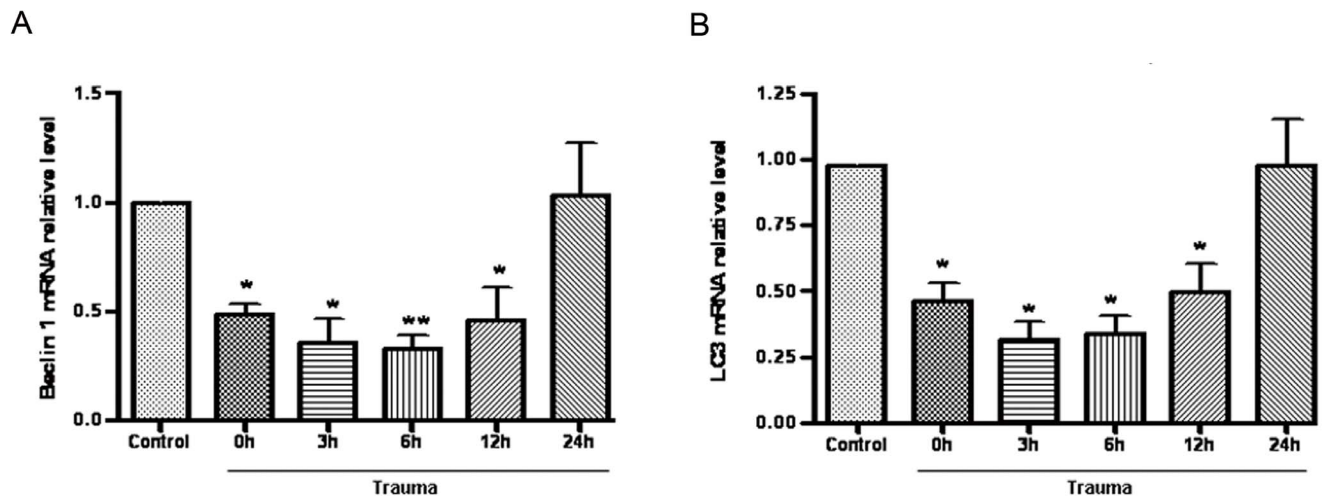 A
B
Beclin 1 mRNA relative level
1.5
1.0
0.5
0.0
*
*
**
*
Control
0h
3h
6h
12h
24h
Trauma
LC3 mRNA relative level
1.25
1.00
0.75
0.50
0.25
0.00
*
*
*
*
Control
0h
3h
6h
12h
24h
Trauma